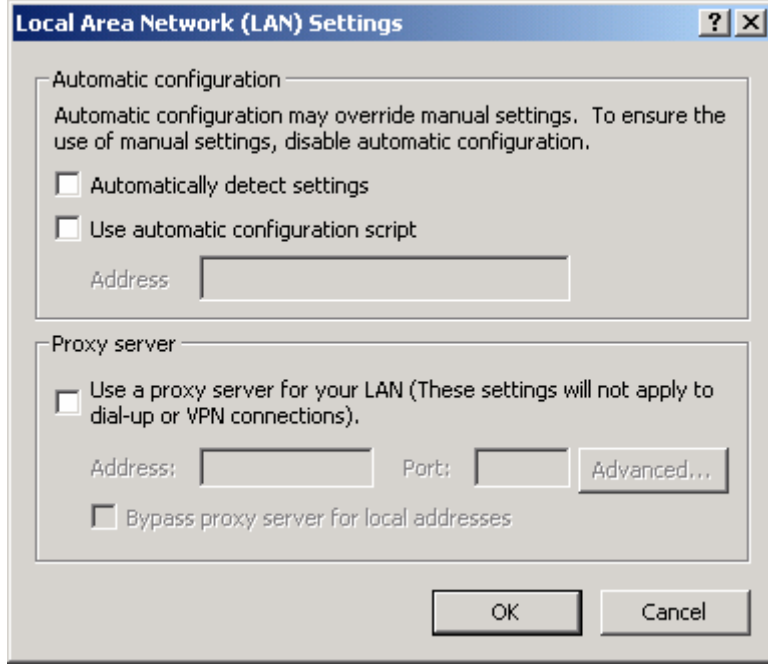 Local Area Network (LAN) Settings
Automatic configuration
Automatic configuration may override manual settings.  To ensure the
use of manual settings, disable automatic configuration.
Automatically detect settings
Use automatic configuration script
Address
Proxy server
Use a proxy server for your LAN (These settings will not apply to
dial-up or VPN connections).
Address: Port: Advanced...
Bypass proxy server for local addresses
OK Cancel